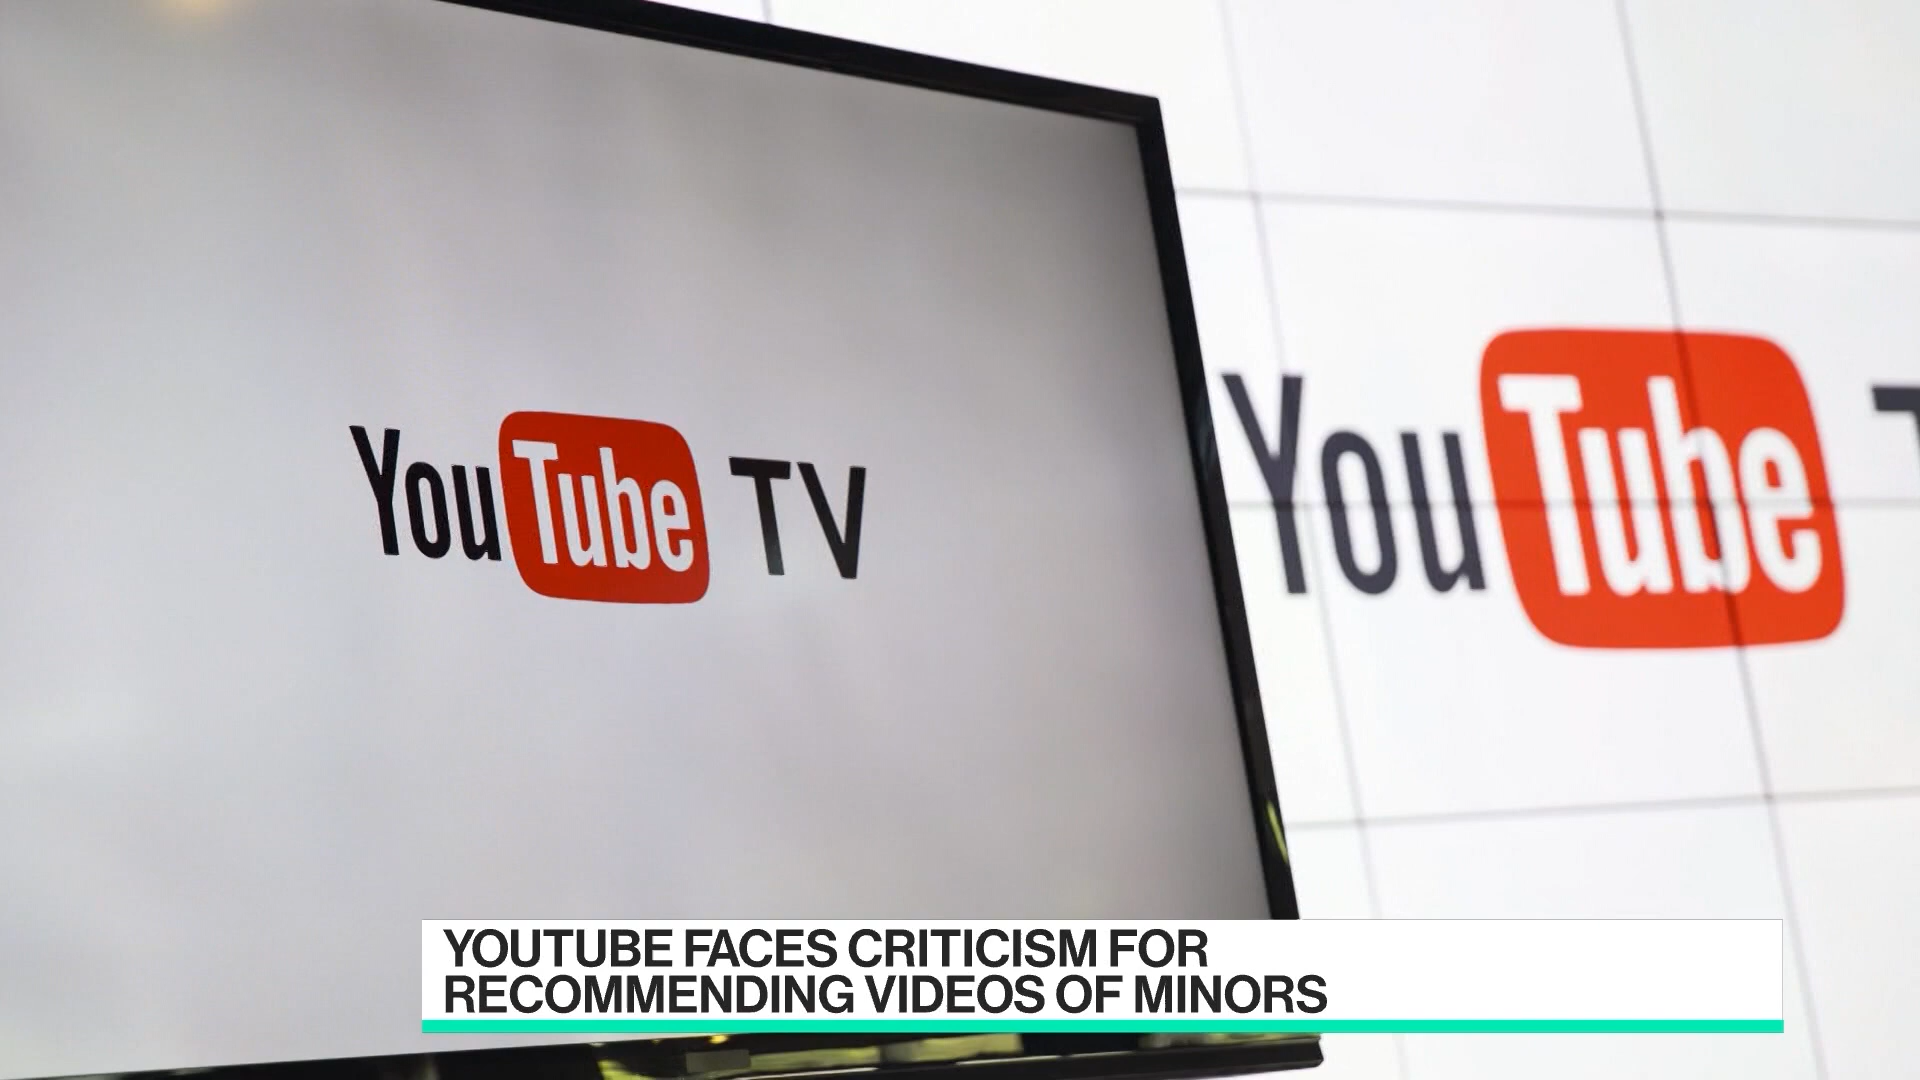 YouTube TV
YouTube T
YOUTUBE FACES CRITICISM FOR
RECOMMENDING VIDEOS OF MINORS